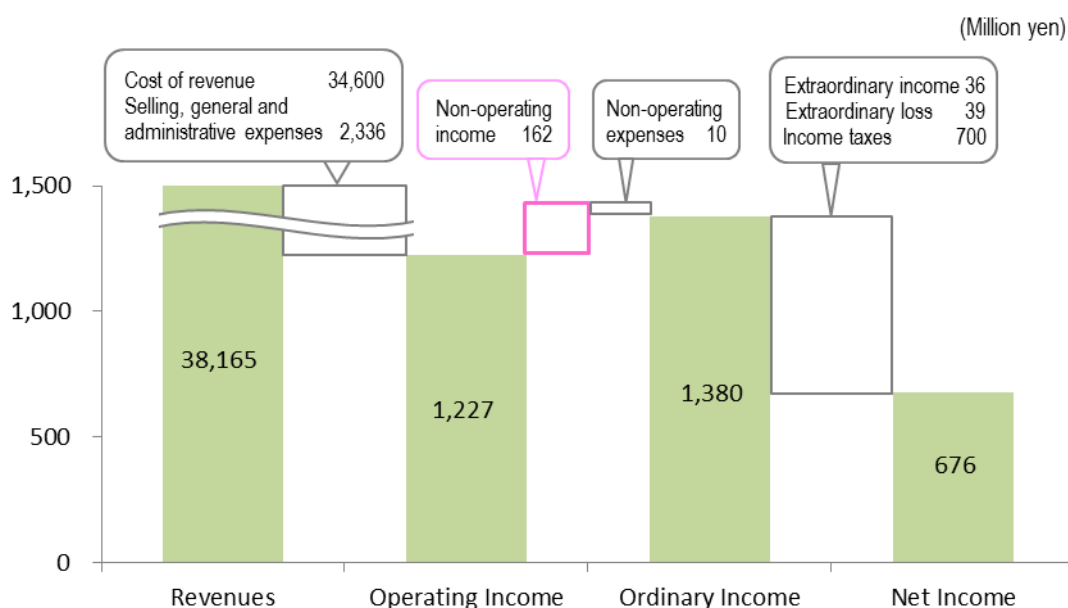 (Million yen)
Cost of revenue 34,600
Selling, general and
administrative expenses 2,336
Non-operating
income 162
Non-operating
expenses 10
Extraordinary income 36
Extraordinary loss 39
Income taxes 700
1,500
1,000
500
0
38,165
1,227
1,380
676
Revenues
Operating Income
Ordinary Income
Net Income